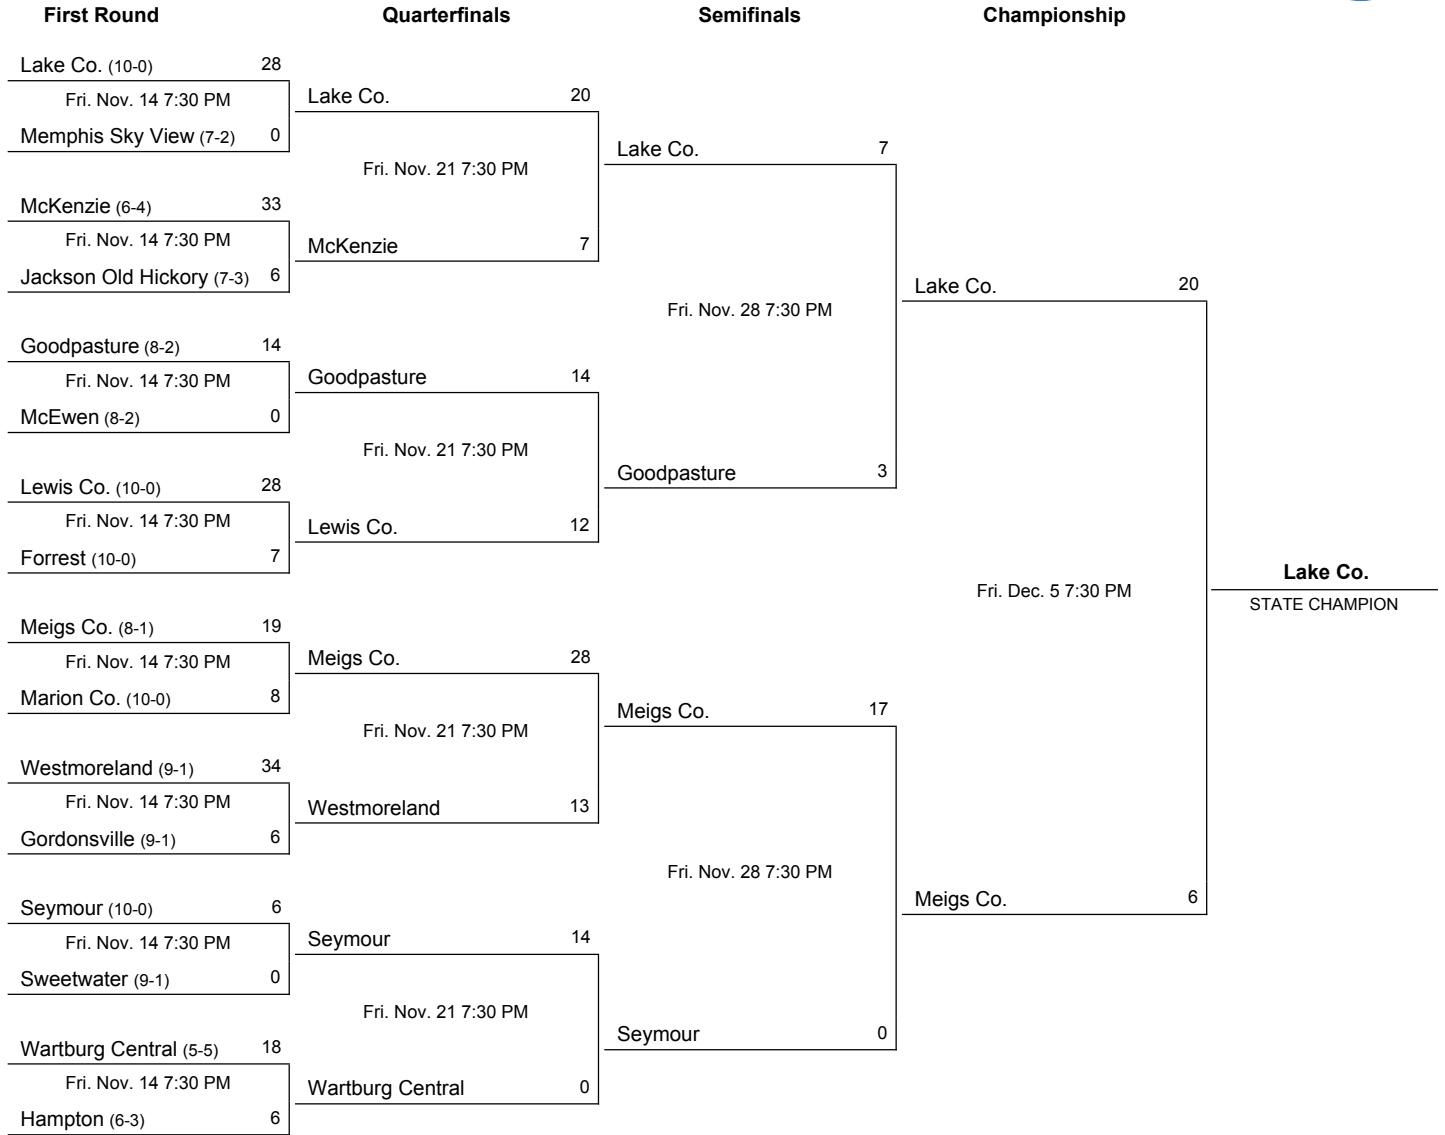 First Round Quarterfinals Semifinals Championship
Lake Co. (10-0) 28
Fri. Nov. 14 7:30 PM
Memphis Sky View (7-2) 0
McKenzie (6-4) 33
Fri. Nov. 14 7:30 PM
Jackson Old Hickory (7-3) 6
Goodpasture (8-2) 14
Fri. Nov. 14 7:30 PM
McEwen (8-2) 0
Lewis Co. (10-0) 28
Fri. Nov. 14 7:30 PM
Forrest (10-0) 7
Meigs Co. (8-1) 19
Fri. Nov. 14 7:30 PM
Marion Co. (10-0) 8
Westmoreland (9-1) 34
Fri. Nov. 14 7:30 PM
Gordonsville (9-1) 6
Seymour (10-0) 6
Fri. Nov. 14 7:30 PM
Sweetwater (9-1) 0
Wartburg Central (5-5) 18
Fri. Nov. 14 7:30 PM
Hampton (6-3) 6
Lake Co. 20
Fri. Nov. 21 7:30 PM
McKenzie 7
Goodpasture 14
Fri. Nov. 21 7:30 PM
Lewis Co. 12
Meigs Co. 28
Fri. Nov. 21 7:30 PM
Westmoreland 13
Seymour 14
Fri. Nov. 21 7:30 PM
Wartburg Central 0
Lake Co. 7
Fri. Nov. 28 7:30 PM
Goodpasture 3
Meigs Co. 17
Fri. Nov. 28 7:30 PM
Seymour 0
Lake Co. 20
Fri. Dec. 5 7:30 PM
Meigs Co. 6
Lake Co.
STATE CHAMPION